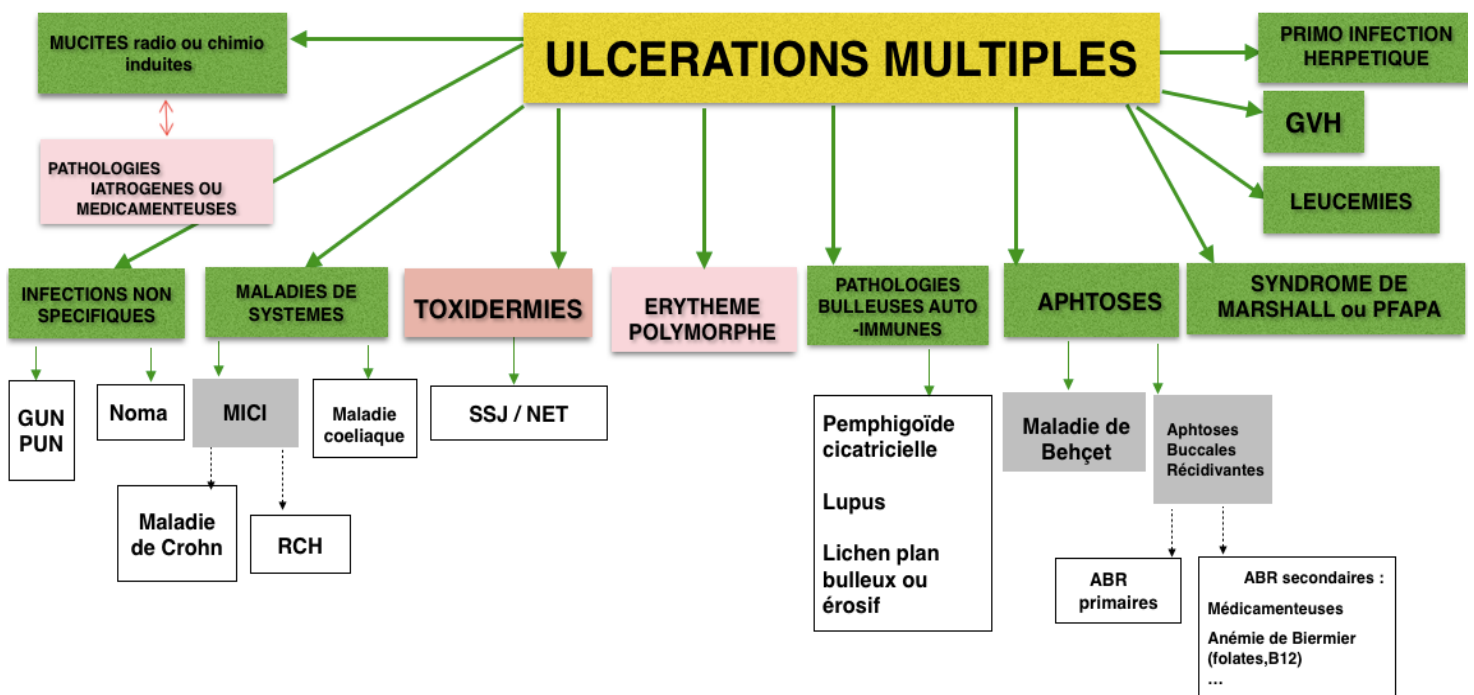 MUCITES radio ou chimio
induites
ULCERATIONS MULTIPLES
PRIMO INFECTION
HERPETIQUE
GVH
PATHOLOGIES
IATROGENES OU
MEDICAMENTEUSES
LEUCEMIES
INFECTIONS NON
SPECIFIQUES
MALADIES DE
SYSTEMES
TOXIDERMIES
ERYTHEME
POLYMORPHE
PATHOLOGIES
BULLEUSES AUTO
-IMMUNES
APHTOSES
SYNDROME DE
MARSHALL ou PFAPA
GUN
PUN
Noma
MICI
Maladie
coeliaque
SSJ / NET
Pemphigoïde
cicatricielle
Lupus
Lichen plan
bulleux ou
érosif
Maladie de
Behçet
Aphtoses
Buccales
Récidivantes
Maladie
de Crohn
RCH
ABR
primaires
ABR secondaires :
Médicamenteuses
Anémie de Biermier
(folates,B12)
...